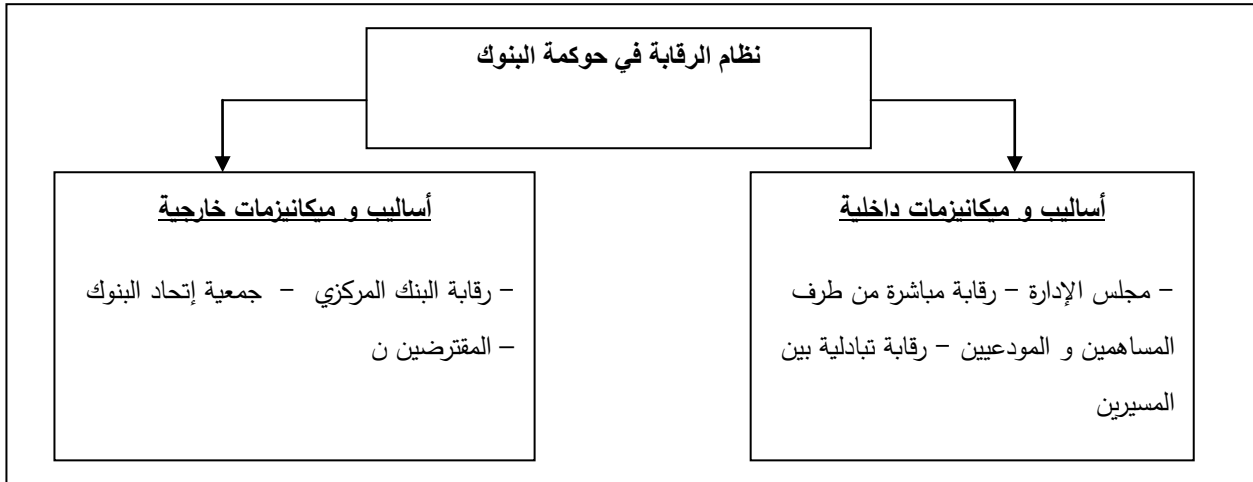 نظام الرقابة في حوكمة البنوك
أساليب و ميكانيزمات داخلية
– مجلس الإدارة – رقابة مباشرة من طرف
المساهمين و المودعيين – رقابة تبادلية بين
المسيرين
أساليب و ميكانيزمات خارجية
– رقابة البنك المركزي – جمعية إتحاد البنوك
– المقترضين ن